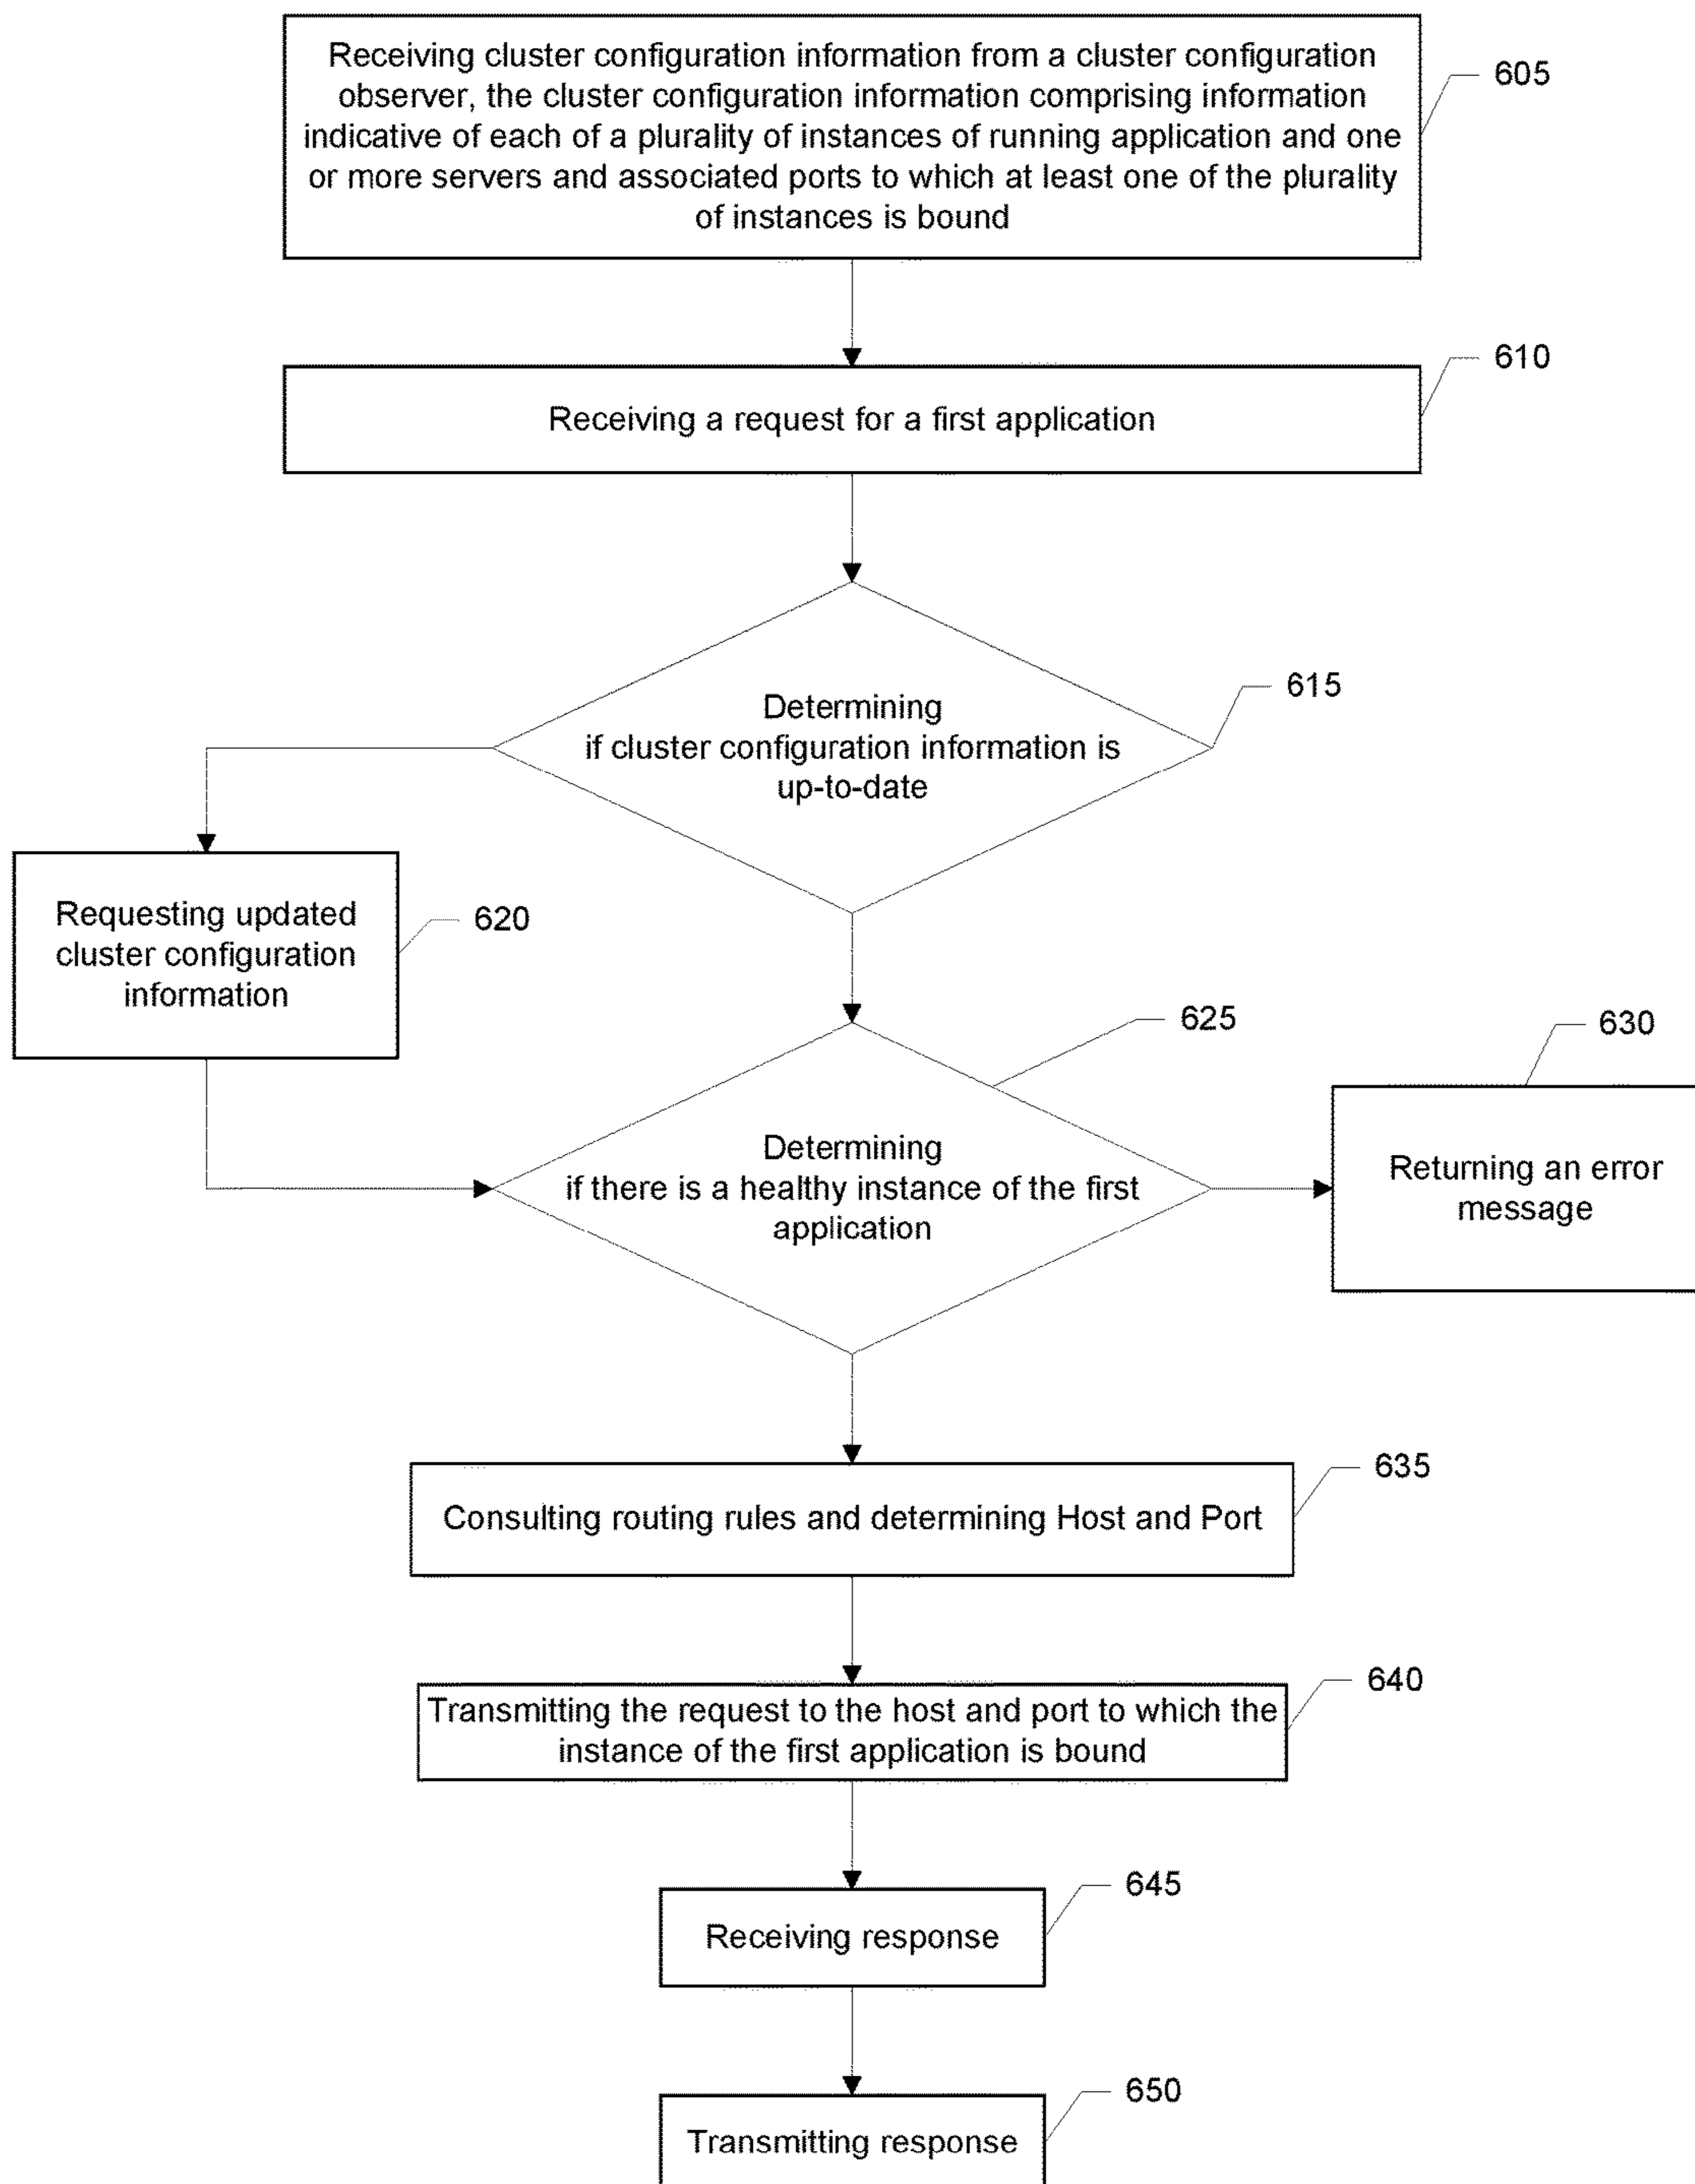 Receiving cluster configuration information from a cluster configuration
observer, the cluster configuration information comprising information
indicative of each of a plurality of instances of running application and one
or more servers and associated ports to which at least one of the plurality
of instances is bound
605
Receiving a request for a first application
610
Determining
if cluster configuration information is
up-to-date
615
Requesting updated
cluster configuration
information
620
Determining
if there is a healthy instance of the first
application
625
Returning an error
message
630
Consulting routing rules and determining Host and Port
635
Transmitting the request to the host and port to which the
instance of the first application is bound
640
Receiving response
645
Transmitting response
650